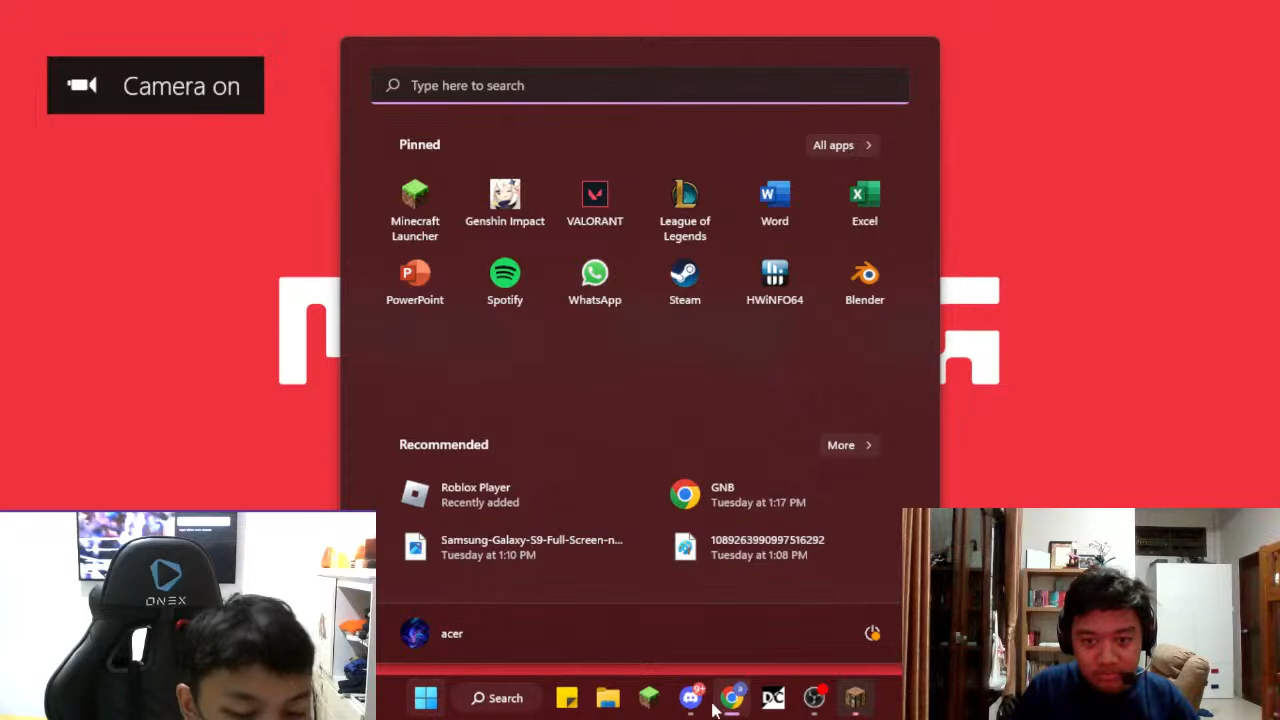 Camera on
Type here to search
Pinned
All apps
Minecraft
Launcher
Genshin Impact
VALORANT
League of
Legends
Word
Excel
PowerPoint
Spotify
WhatsApp
Steam
HWiNFO64
Blender
Recommended
More
Roblox Player
Recently added
GNB
Tuesday at 1:17 PM
Samsung-Galaxy-S9-Full-Screen-n...
Tuesday at 1:10 PM
1089263990997516292
Tuesday at 1:08 PM
acer
ONEX
Search
9+
DC